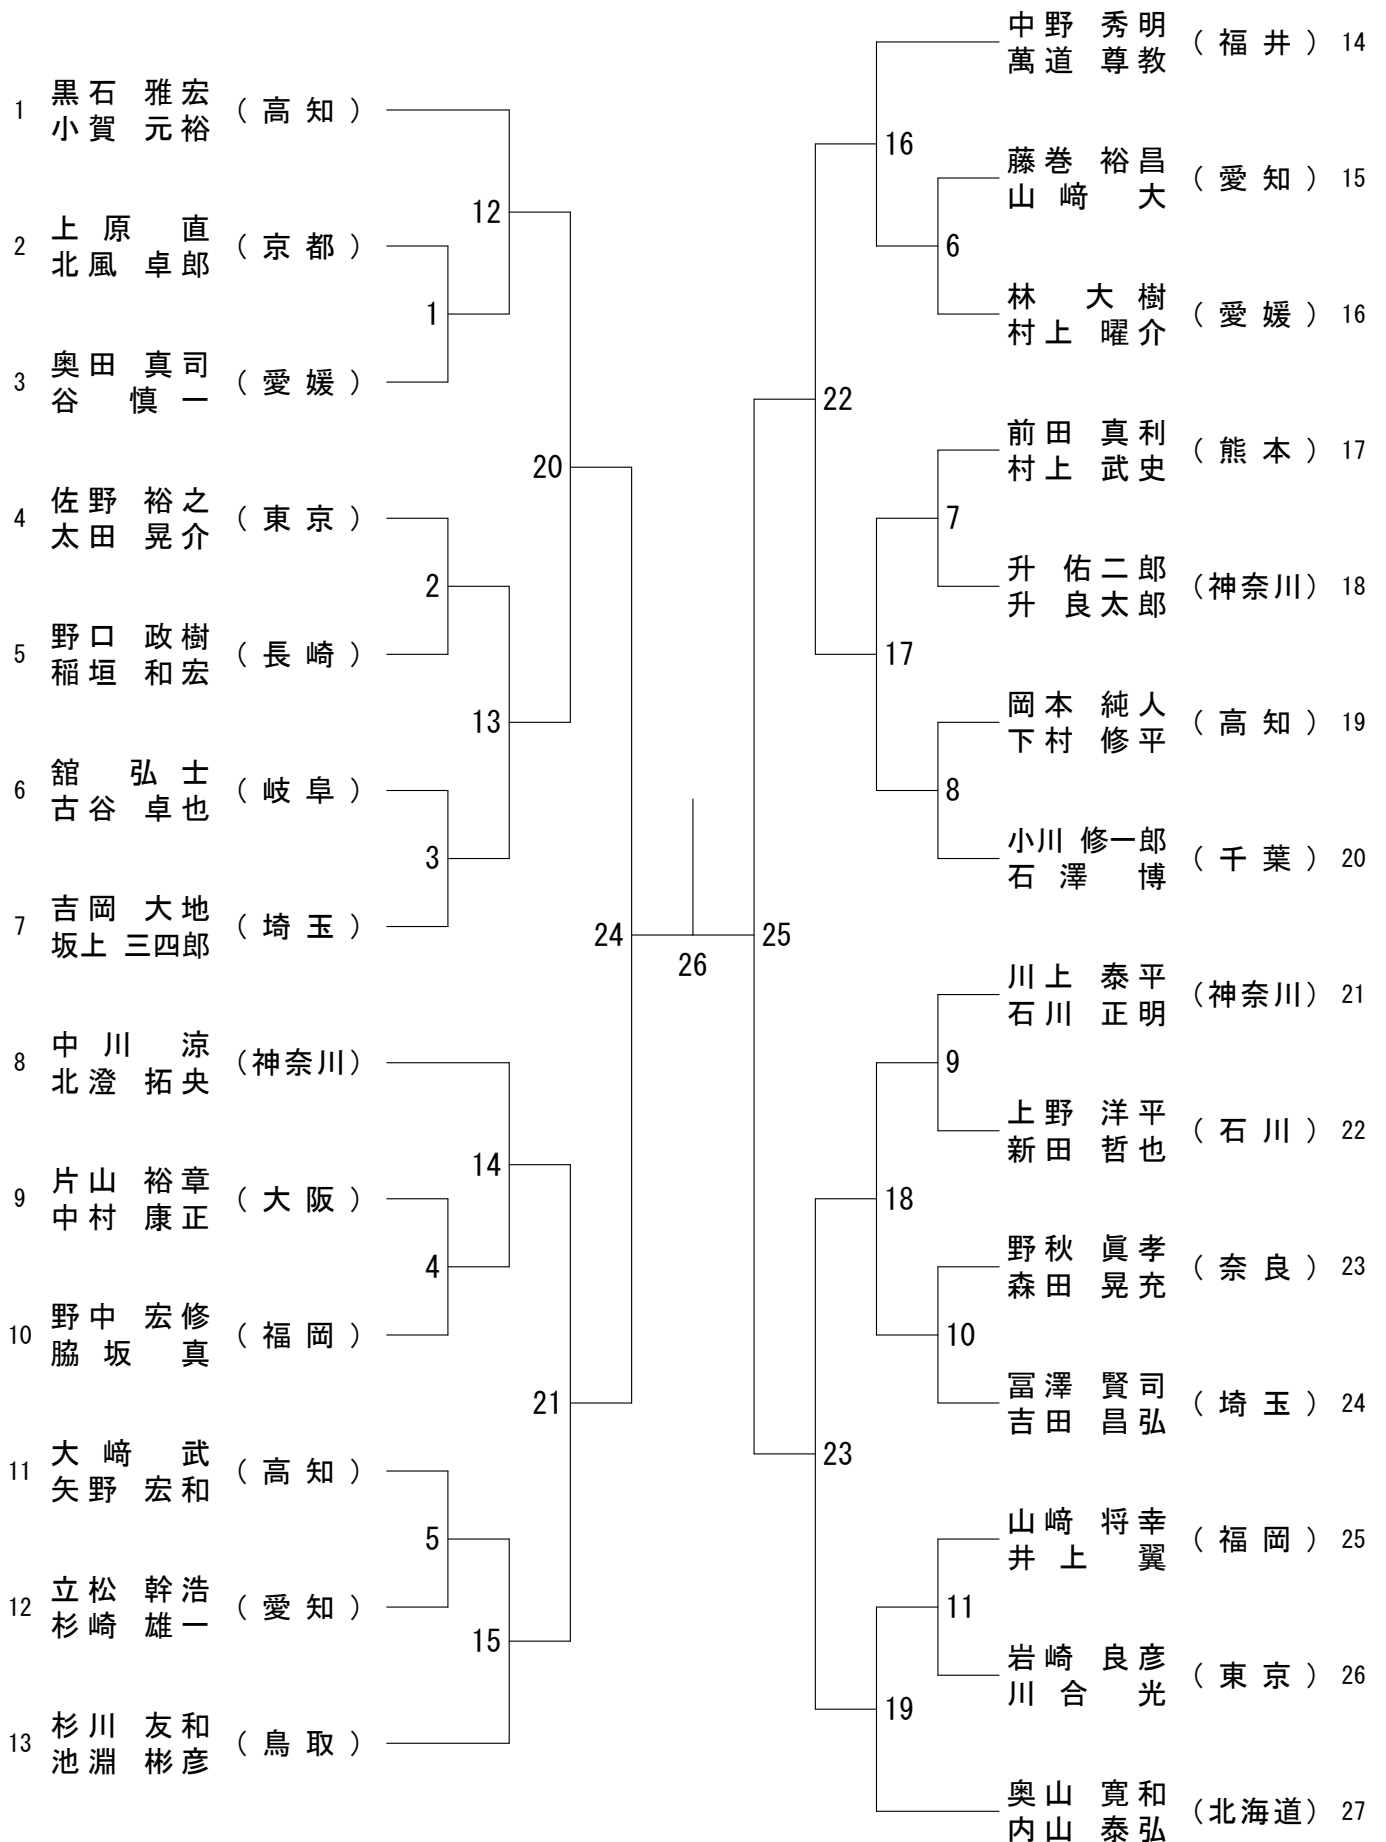 1 黒石 雅宏 (高知)
小賀 元裕
2 上原 直 (京都)
北風 卓郎
3 奥田 真司 (愛媛)
谷 慎一
4 佐野 裕之 (東京)
太田 晃介
5 野口 政樹 (長崎)
稲垣 和宏
6 舘 弘士 (岐阜)
古谷 卓也
7 吉岡 大地 (埼玉)
坂上 三四郎
8 中川 涼 (神奈川)
北澄 拓央
9 片山 裕章 (大阪)
中村 康正
10 野中 宏修 (福岡)
脇坂 真
11 大﨑 武 (高知)
矢野 宏和
12 立松 幹浩 (愛知)
杉崎 雄一
13 杉川 友和 (鳥取)
池淵 彬彦
12
1
20
2
13
3
24
14
4
21
5
15
26
中野 秀明 (福井) 14
萬道 尊教
藤巻 裕昌 (愛知) 15
山﨑 大
林 大樹 (愛媛) 16
村上 曜介
前田 真利 (熊本) 17
村上 武史
升 佑二郎 (神奈川) 18
升 良太郎
岡本 純人 (高知) 19
下村 修平
小川 修一郎 (千葉) 20
石澤 博
川上 泰平 (神奈川) 21
石川 正明
上野 洋平 (石川) 22
新田 哲也
野秋 眞孝 (奈良) 23
森田 晃充
冨澤 賢司 (埼玉) 24
吉田 昌弘
山﨑 将幸 (福岡) 25
井上 翼
岩崎 良彦 (東京) 26
川合 光
奥山 寛和 (北海道) 27
内山 泰弘
16
6
22
7
17
8
25
9
18
10
23
11
19